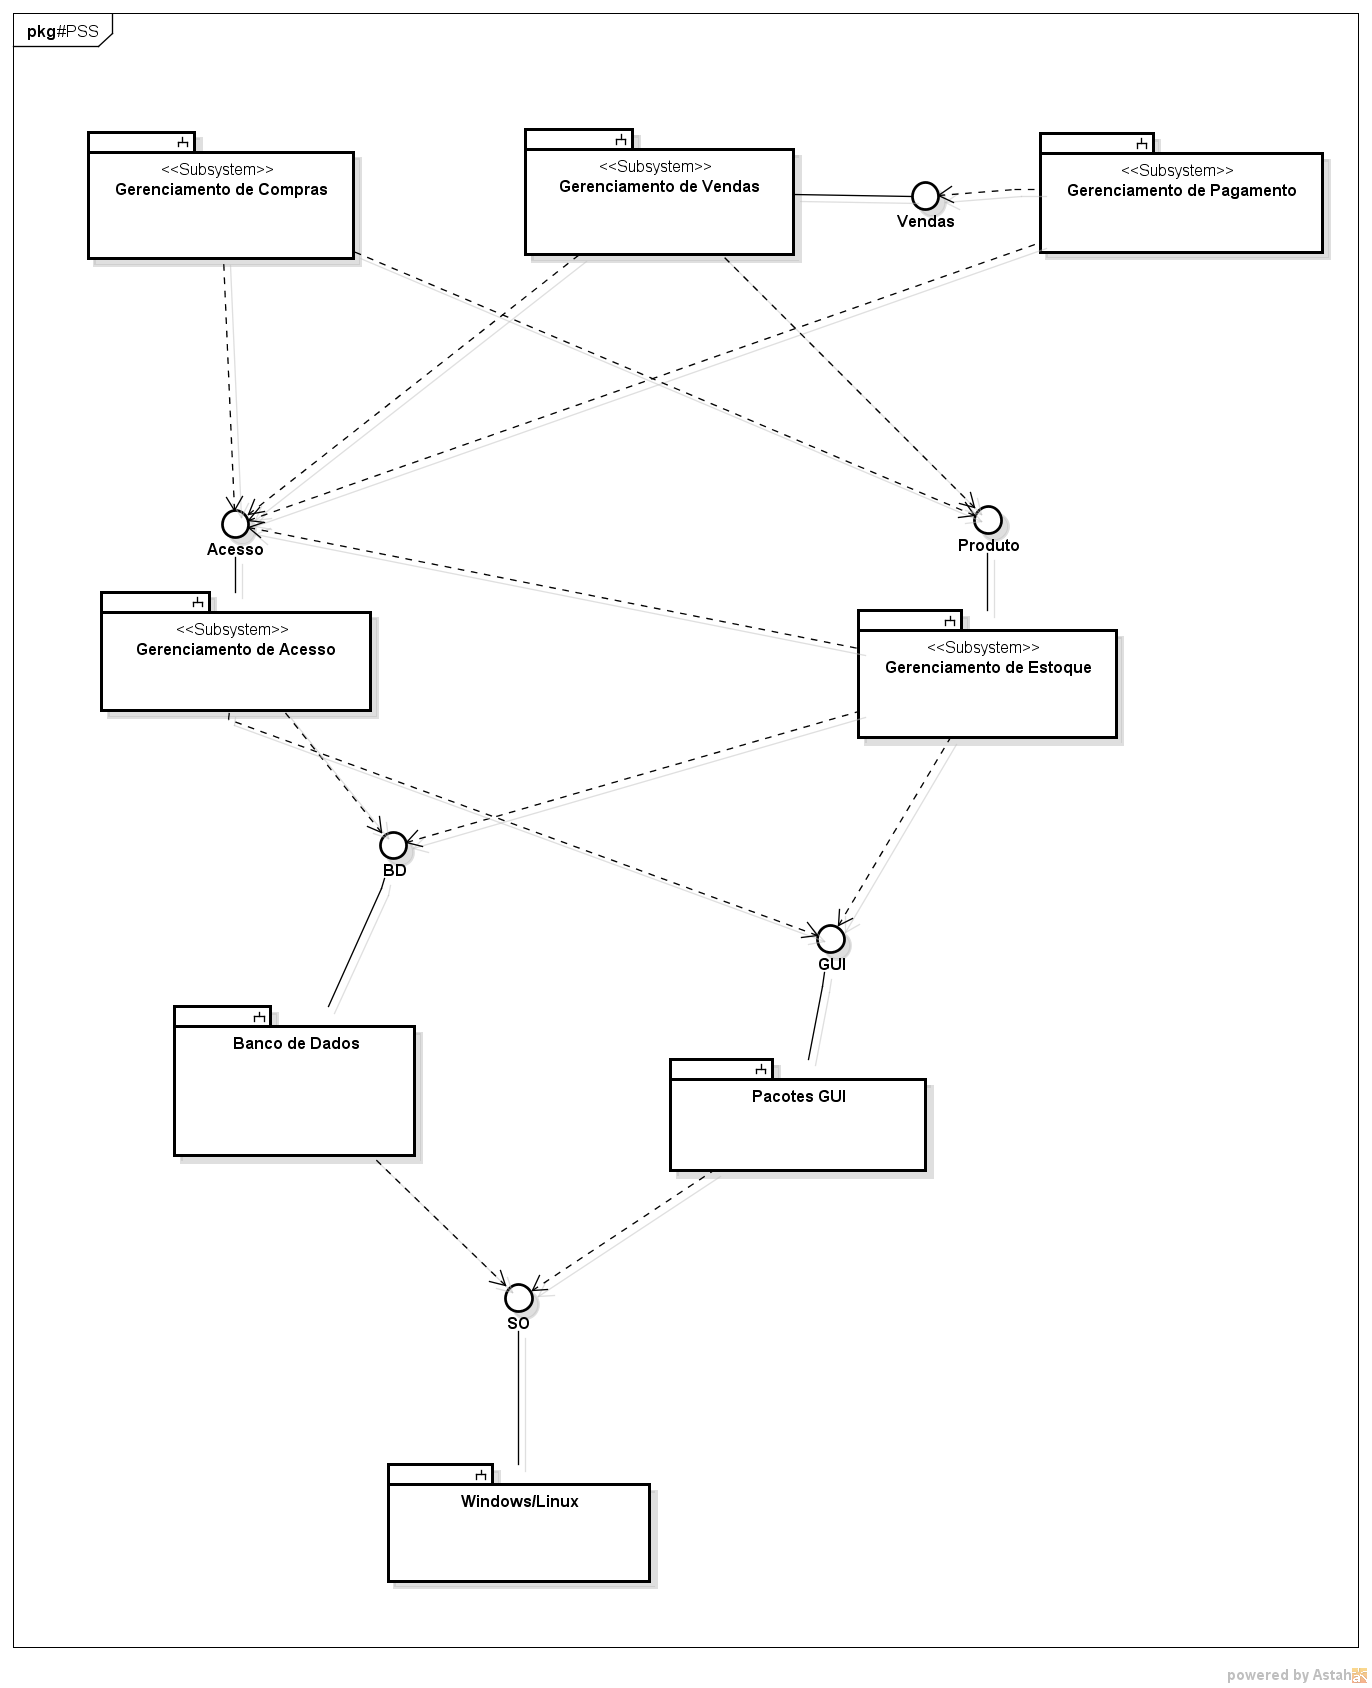 pkg#PSS
<<Subsystem>>
Gerenciamento de Compras
<<Subsystem>>
Gerenciamento de Vendas
<<Subsystem>>
Gerenciamento de Pagamento
Vendas
Acesso
Produto
<<Subsystem>>
Gerenciamento de Acesso
<<Subsystem>>
Gerenciamento de Estoque
BD
GUI
Banco de Dados
Pacotes GUI
SO
Windows/Linux
powered by Astah